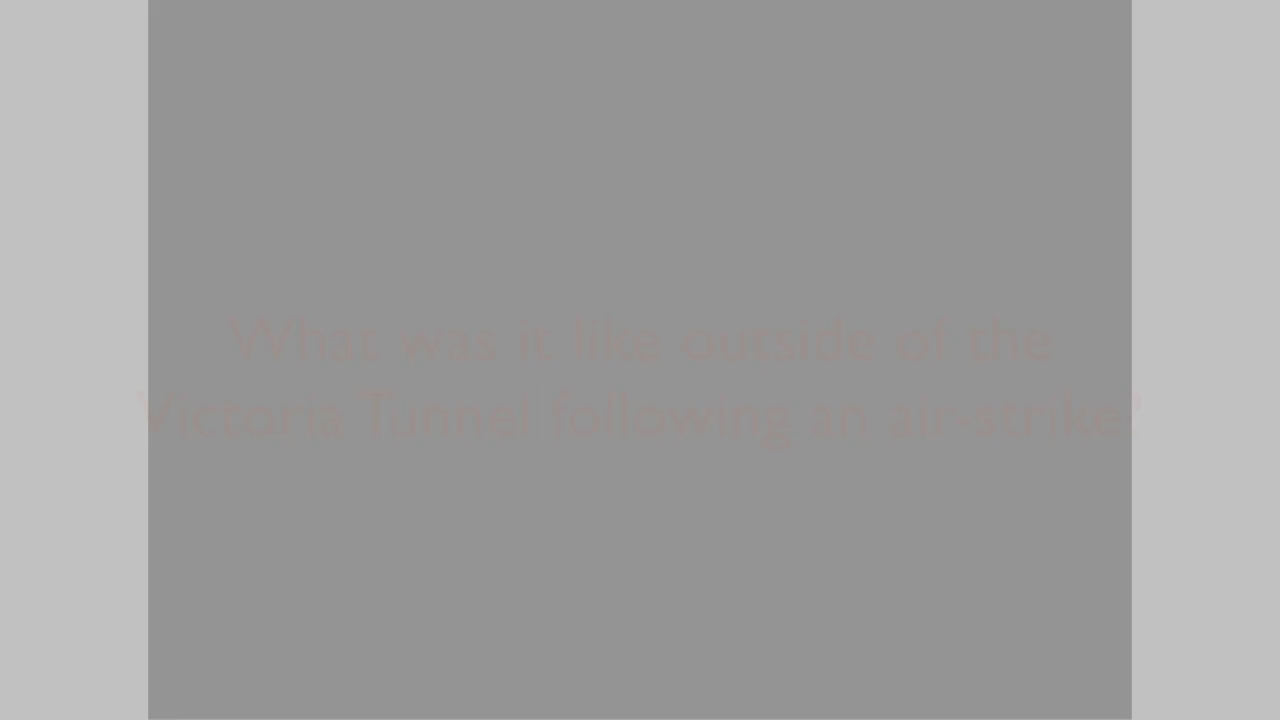 What was it like outside of the
Victoria Tunnel following an air-strike?